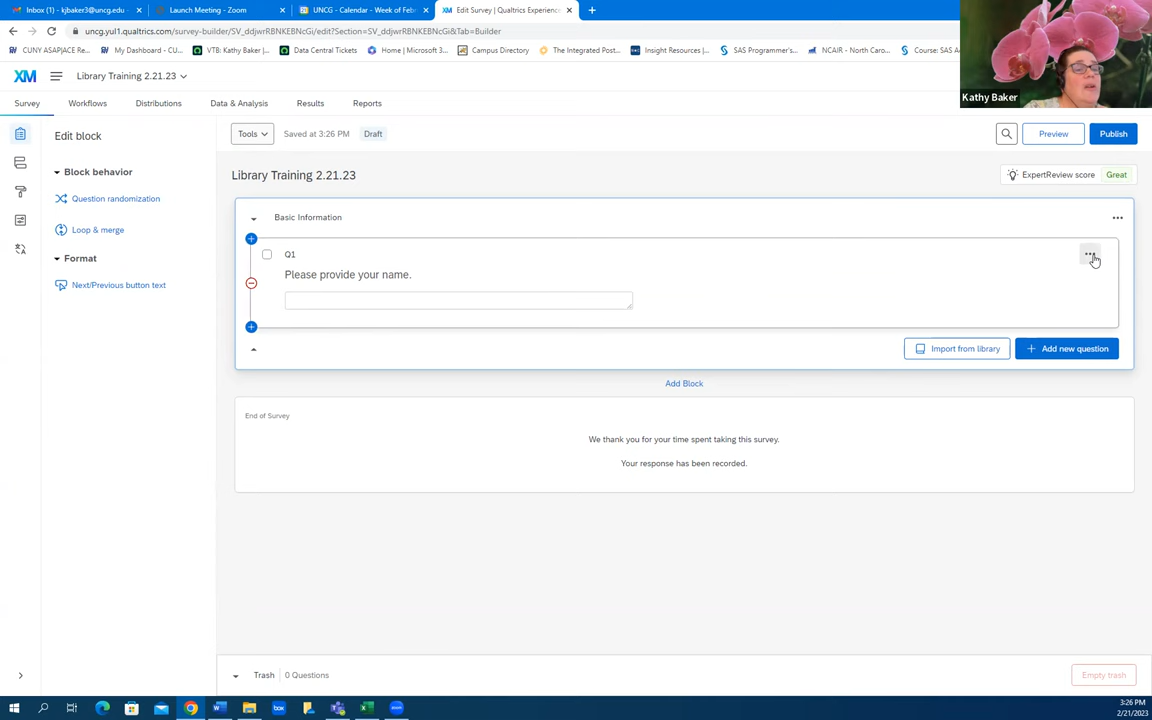 Inbox (1) - kjbaker3@uncg.edu -
Launch Meeting - Zoom
UNCG - Calendar - Week of Febr
Edit Survey | Qualtrics Experience
uncg.yul1.qualtrics.com/survey-builder/SV_ddjwrRBNKEBNcGi/edit?Section=SV_ddjwrRBNKEBNcGi&Tab=Builder
CUNY ASAP|ACE Re...
My Dashboard - CU...
VTB: Kathy Baker |...
Data Central Tickets
Home | Microsoft 3...
Campus Directory
The Integrated Post...
Insight Resources |...
SAS Programmer's...
NCAIR - North Caro...
Course: SAS
Kathy Baker
XM
Library Training 2.21.23
Survey
Workflows
Distributions
Data & Analysis
Results
Reports
Edit block
Tools
Saved at 3:26 PM
Draft
Preview
Publish
Block behavior
Question randomization
Loop & merge
Format
Next/Previous button text
Library Training 2.21.23
ExpertReview score
Great
Basic Information
Q1
Please provide your name.
Import from library
Add new question
Add Block
End of Survey
We thank you for your time spent taking this survey.
Your response has been recorded.
Trash
0 Questions
Empty trash
3:26 PM
2/21/2023